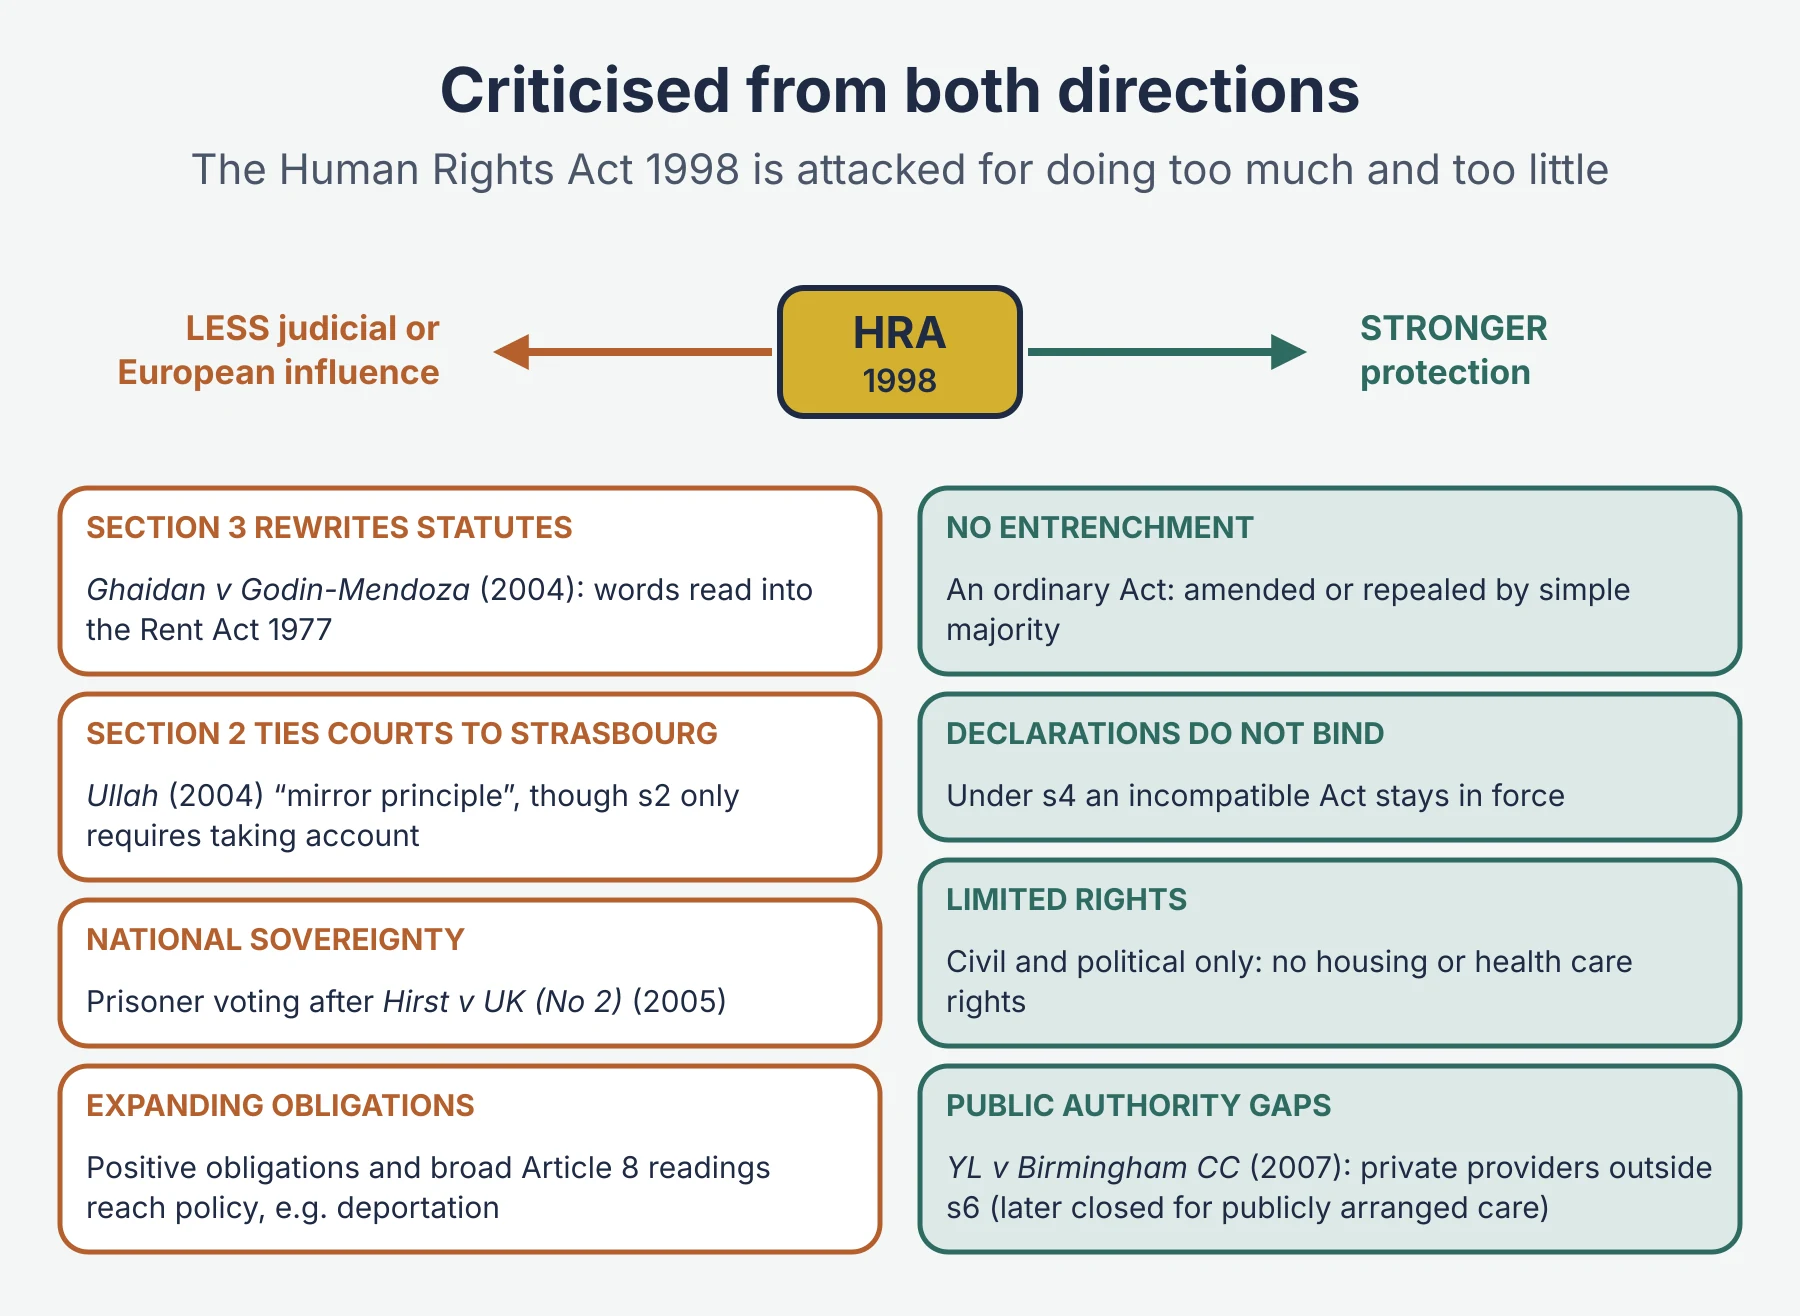 Criticised from both directions
The Human Rights Act 1998 is attacked for doing too much and too little
LESS judicial or
European influence
HRA
1998
STRONGER
protection
SECTION 3 REWRITES STATUTES
Ghaidan v Godin-Mendoza (2004): words read into
the Rent Act 1977
SECTION 2 TIES COURTS TO STRASBOURG
Ullah (2004) “mirror principle”, though s2 only
requires taking account
NATIONAL SOVEREIGNTY
Prisoner voting after Hirst v UK (No 2) (2005)
EXPANDING OBLIGATIONS
Positive obligations and broad Article 8 readings
reach policy, e.g. deportation
NO ENTRENCHMENT
An ordinary Act: amended or repealed by simple
majority
DECLARATIONS DO NOT BIND
Under s4 an incompatible Act stays in force
LIMITED RIGHTS
Civil and political only: no housing or health care
rights
PUBLIC AUTHORITY GAPS
YL v Birmingham CC (2007): private providers outside
s6 (later closed for publicly arranged care)